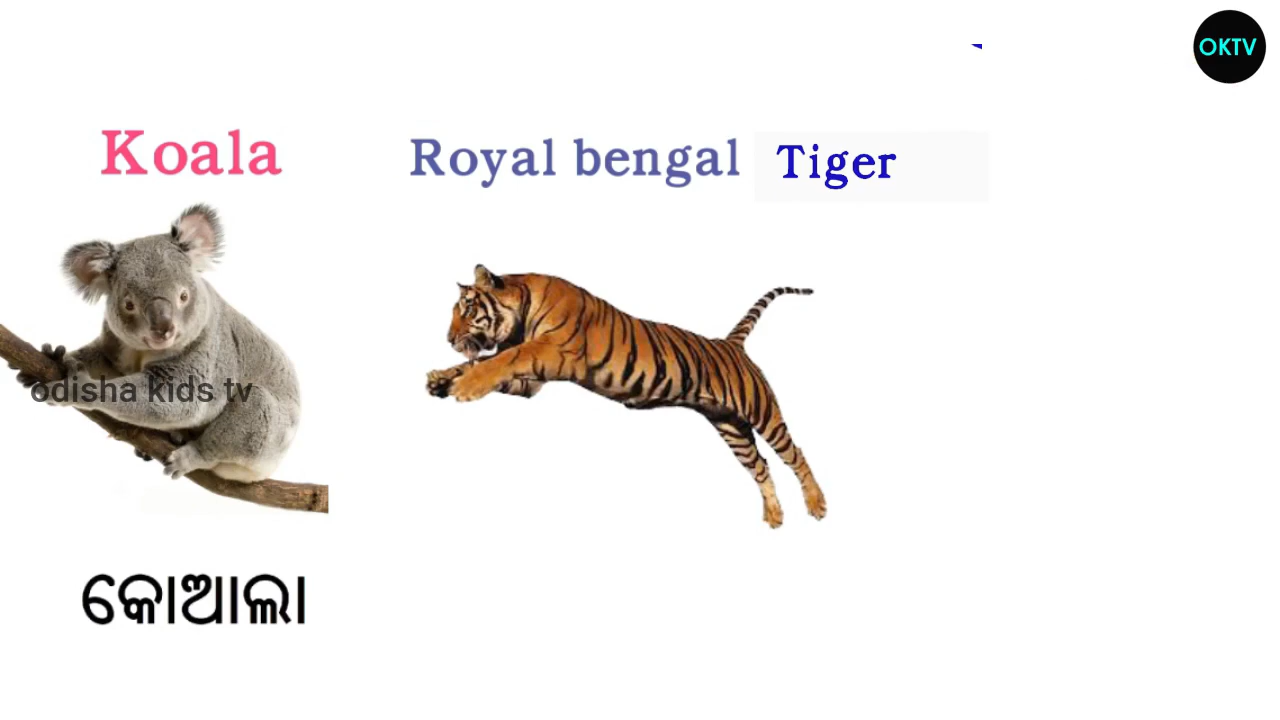 OKTV
Koala
Royal bengal Tiger
odisha kids tv
କୋଆଲା